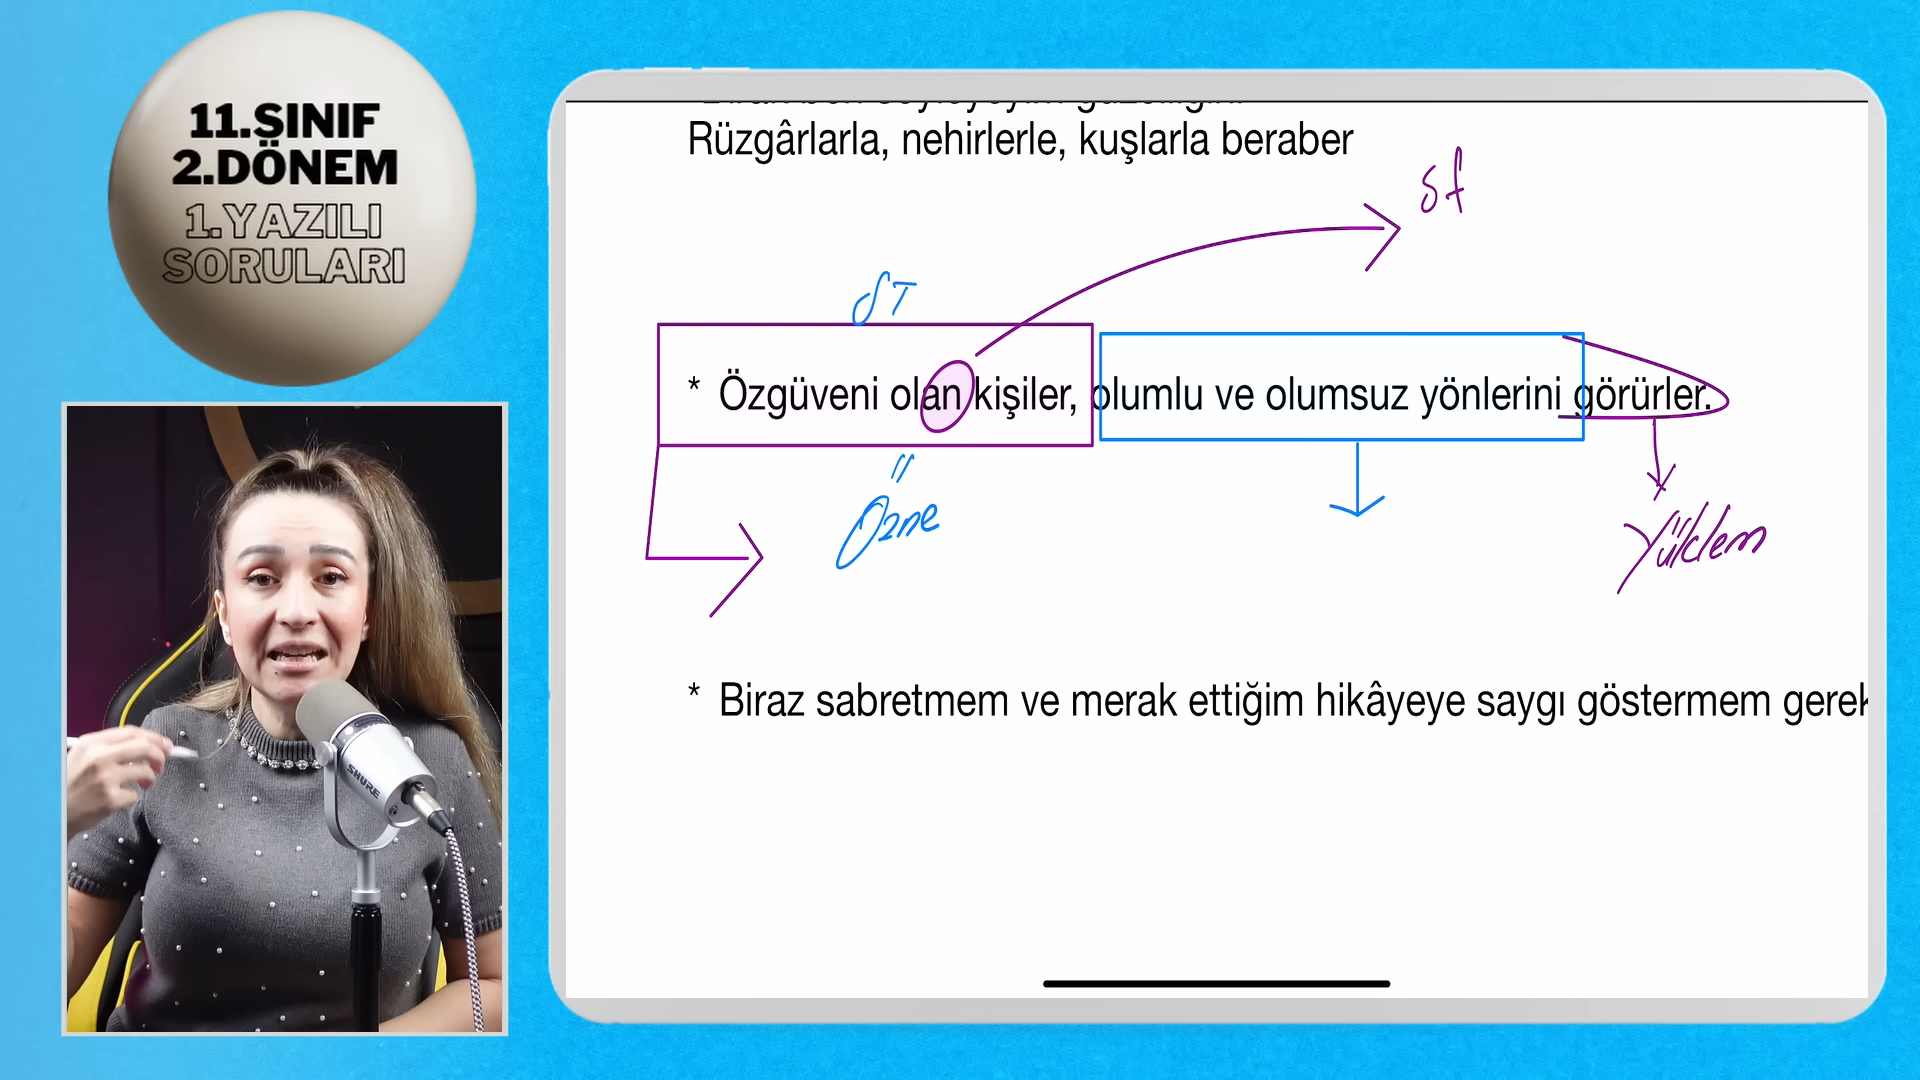 11.SINIF
2.DÖNEM
1.YAZILI
SORULARI
Rüzgârlarla, nehirlerle, kuşlarla beraber
sf
ST
* Özgüveni olan kişiler, olumlu ve olumsuz yönlerini görürler.
Özne
Yüklem
* Biraz sabretmem ve merak ettiğim hikâyeye saygı göstermem gerek
SHURE